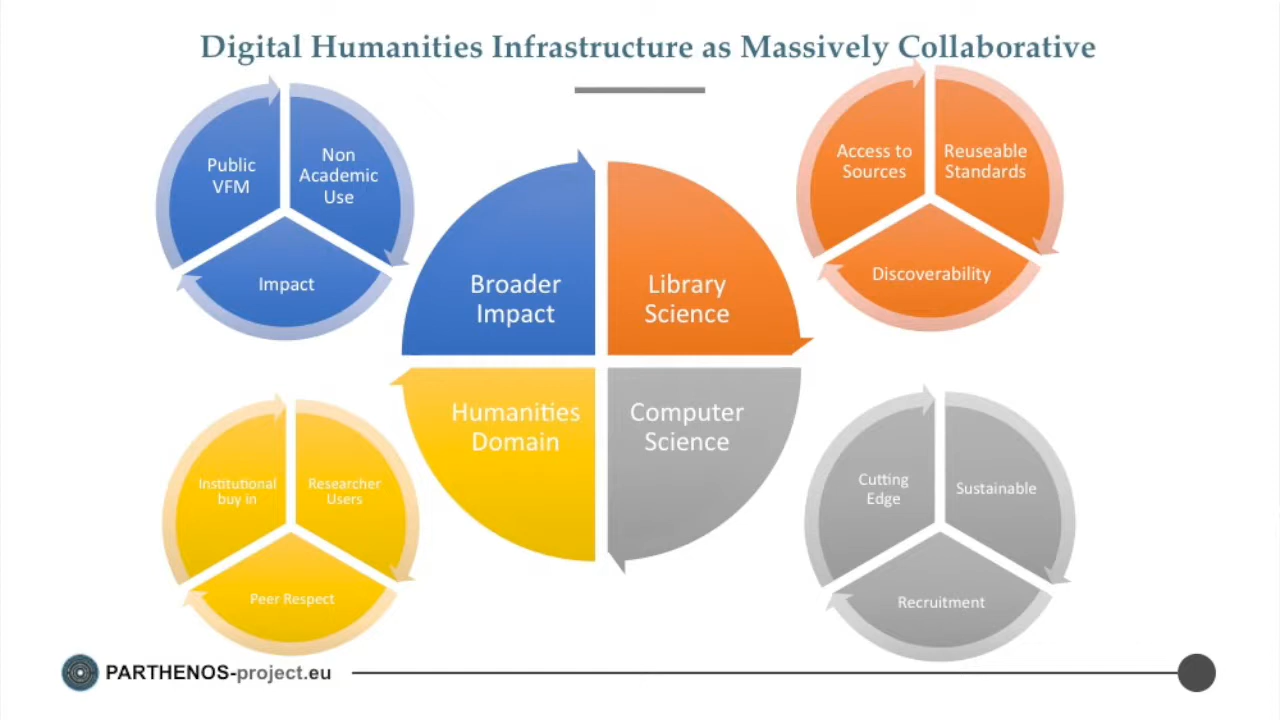 Digital Humanities Infrastructure as Massively Collaborative
Public
VFM
Non
Academic
Use
Impact
Broader
Impact
Library
Science
Humanities
Domain
Computer
Science
Access to
Sources
Reuseable
Standards
Discoverability
Institutional
buy in
Researcher
Users
Peer Respect
Cutting
Edge
Sustainable
Recruitment
PARTHENOS-project.eu